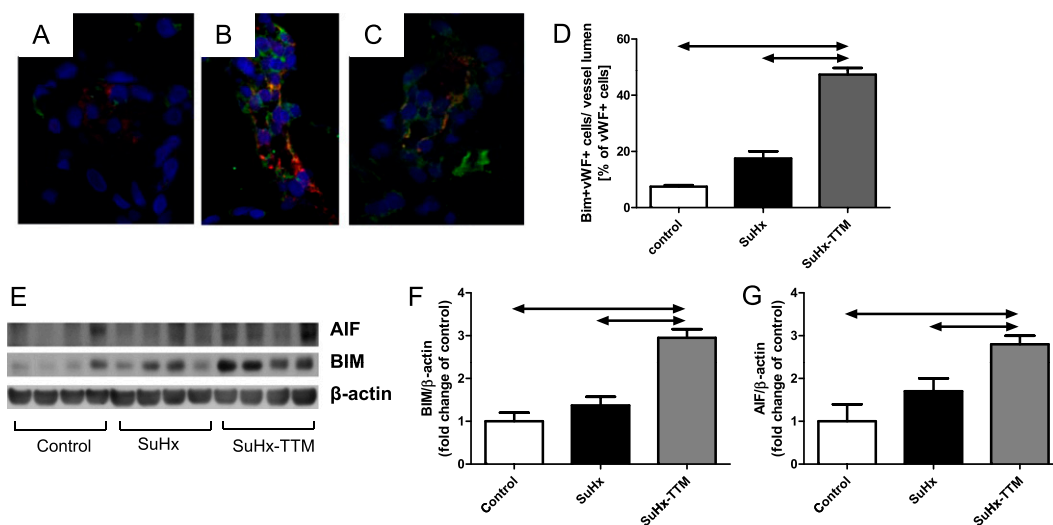 A
B
C
D
Bim+vWF+ cells/ vessel lumen
[% of vWF+ cells]
60
40
20
0
control
SuHx
SuHx-TTM
E
AIF
BIM
β-actin
Control
SuHx
SuHx-TTM
F
BIM/β-actin
(fold change of control)
4
3
2
1
0
Control
SuHx
SuHx-TTM
G
AIF/β-actin
(fold change of control)
4
3
2
1
0
Control
SuHx
SuHx-TTM